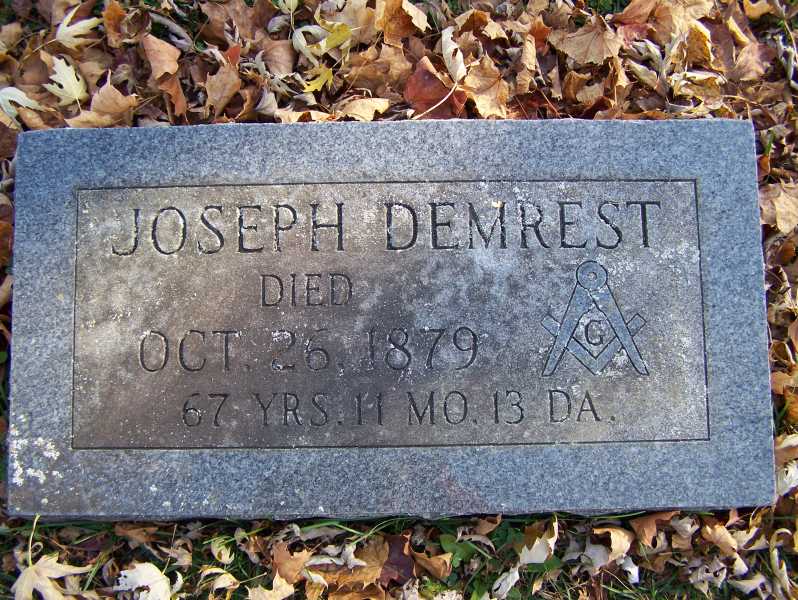 JOSEPH DEMREST
DIED
OCT. 26, 1879
G
67 YRS. 11 MO. 13 DA.